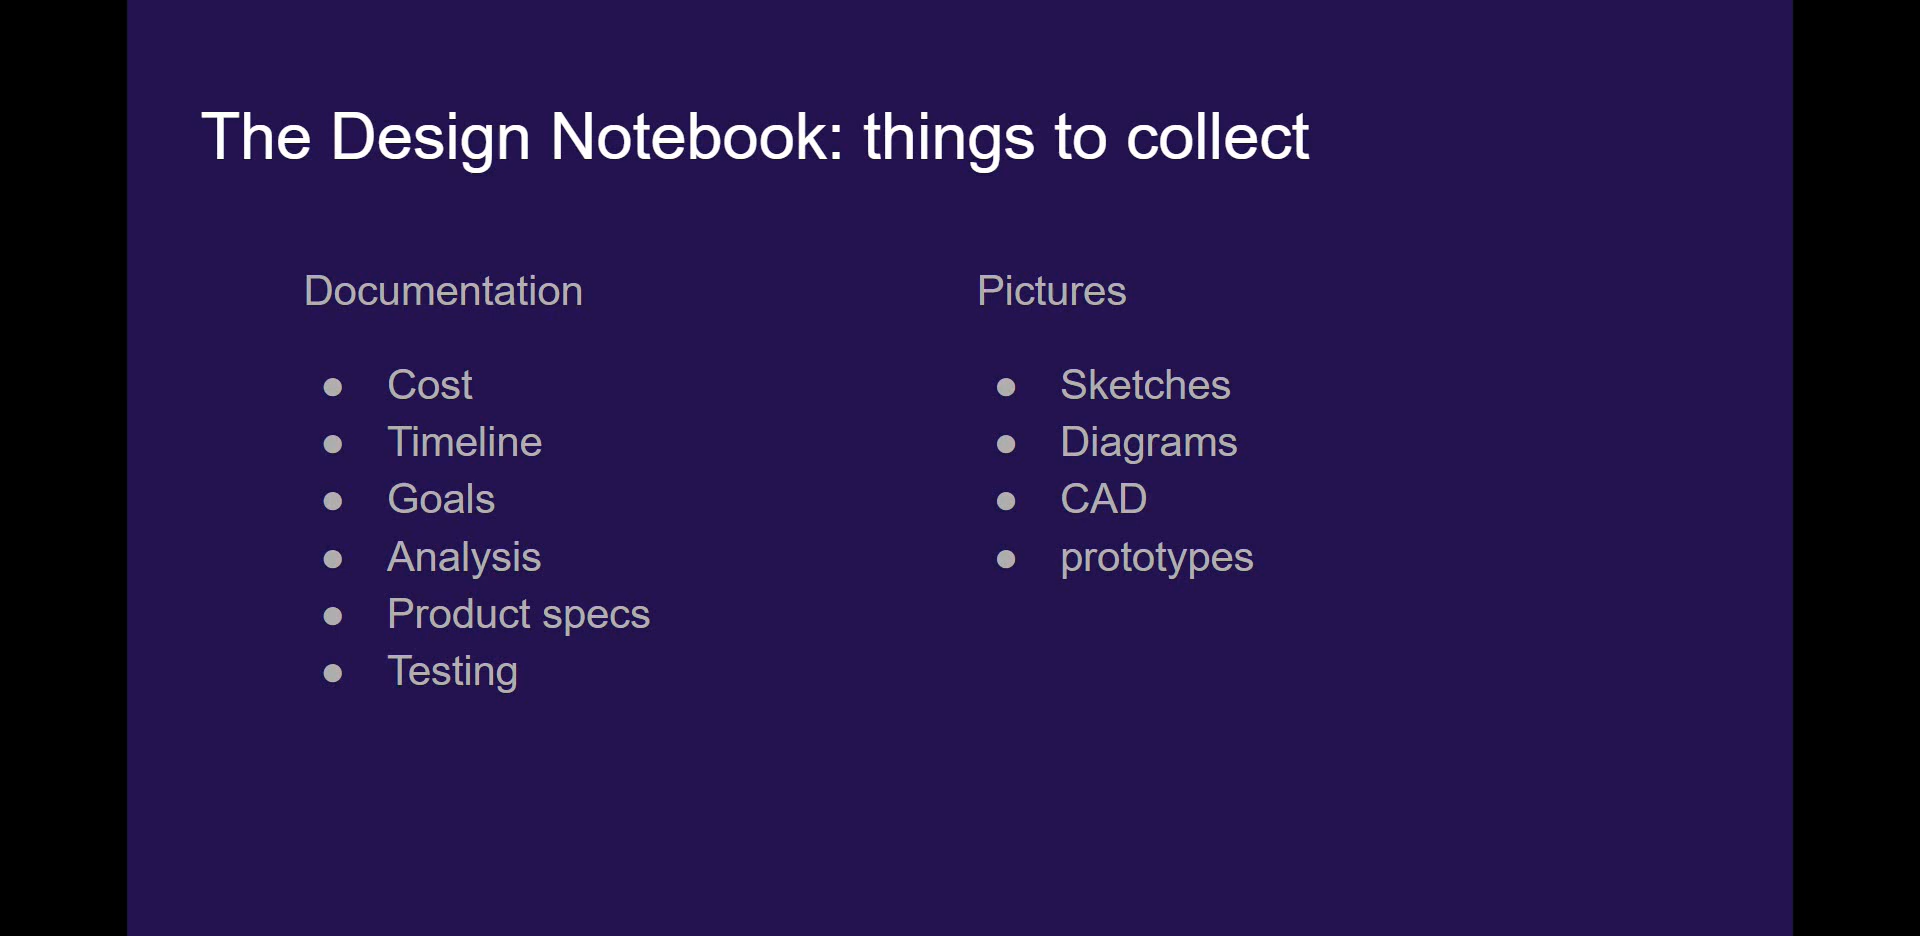 The Design Notebook: things to collect
Documentation
● Cost
● Timeline
● Goals
● Analysis
● Product specs
● Testing
Pictures
● Sketches
● Diagrams
● CAD
● prototypes